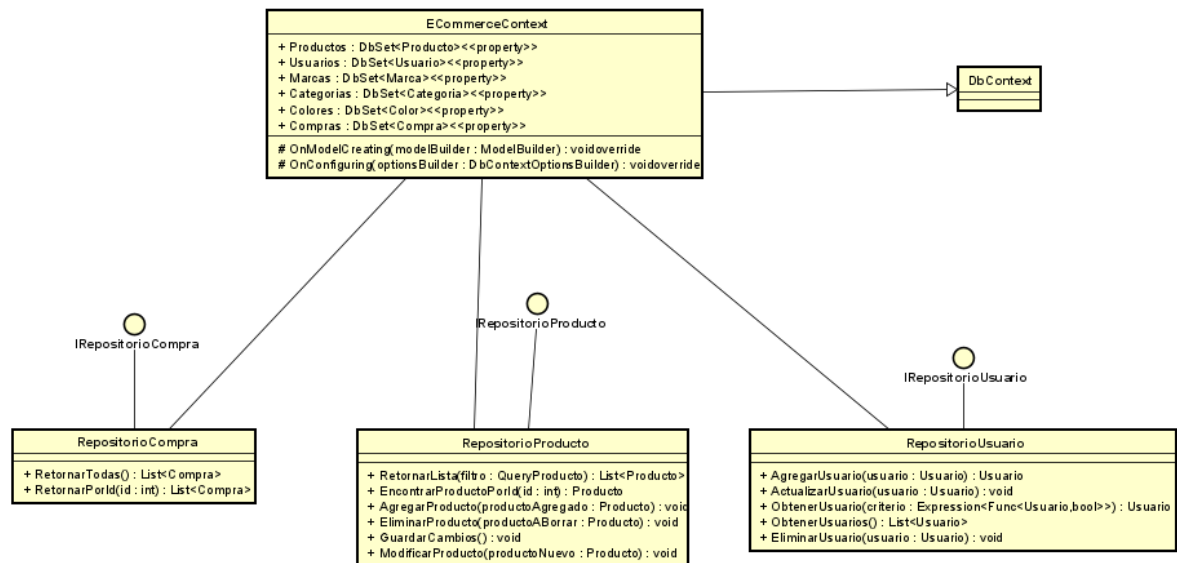 ECommerceContext
+ Productos : DbSet<Producto><<property>>
+ Usuarios : DbSet<Usuario><<property>>
+ Marcas : DbSet<Marca><<property>>
+ Categorias : DbSet<Categoria><<property>>
+ Colores : DbSet<Color><<property>>
+ Compras : DbSet<Compra><<property>>
# OnModelCreating(modelBuilder : ModelBuilder) : voidoverride
# OnConfiguring(optionsBuilder : DbContextOptionsBuilder) : voidoverride
DbContext
IRepositorioCompra
IRepositorioProducto
IRepositorioUsuario
RepositorioCompra
+ RetornarTodas() : List<Compra>
+ RetornarPorId(id : int) : List<Compra>
RepositorioProducto
+ RetornarLista(filtro : QueryProducto) : List<Producto>
+ EncontrarProductoPorId(id : int) : Producto
+ AgregarProducto(productoAgregado : Producto) : void
+ EliminarProducto(productoABorrar : Producto) : void
+ GuardarCambios() : void
+ ModificarProducto(productoNuevo : Producto) : void
RepositorioUsuario
+ AgregarUsuario(usuario : Usuario) : Usuario
+ ActualizarUsuario(usuario : Usuario) : void
+ ObtenerUsuario(criterio : Expression<Func<Usuario,bool>>) : Usuario
+ ObtenerUsuarios() : List<Usuario>
+ EliminarUsuario(usuario : Usuario) : void